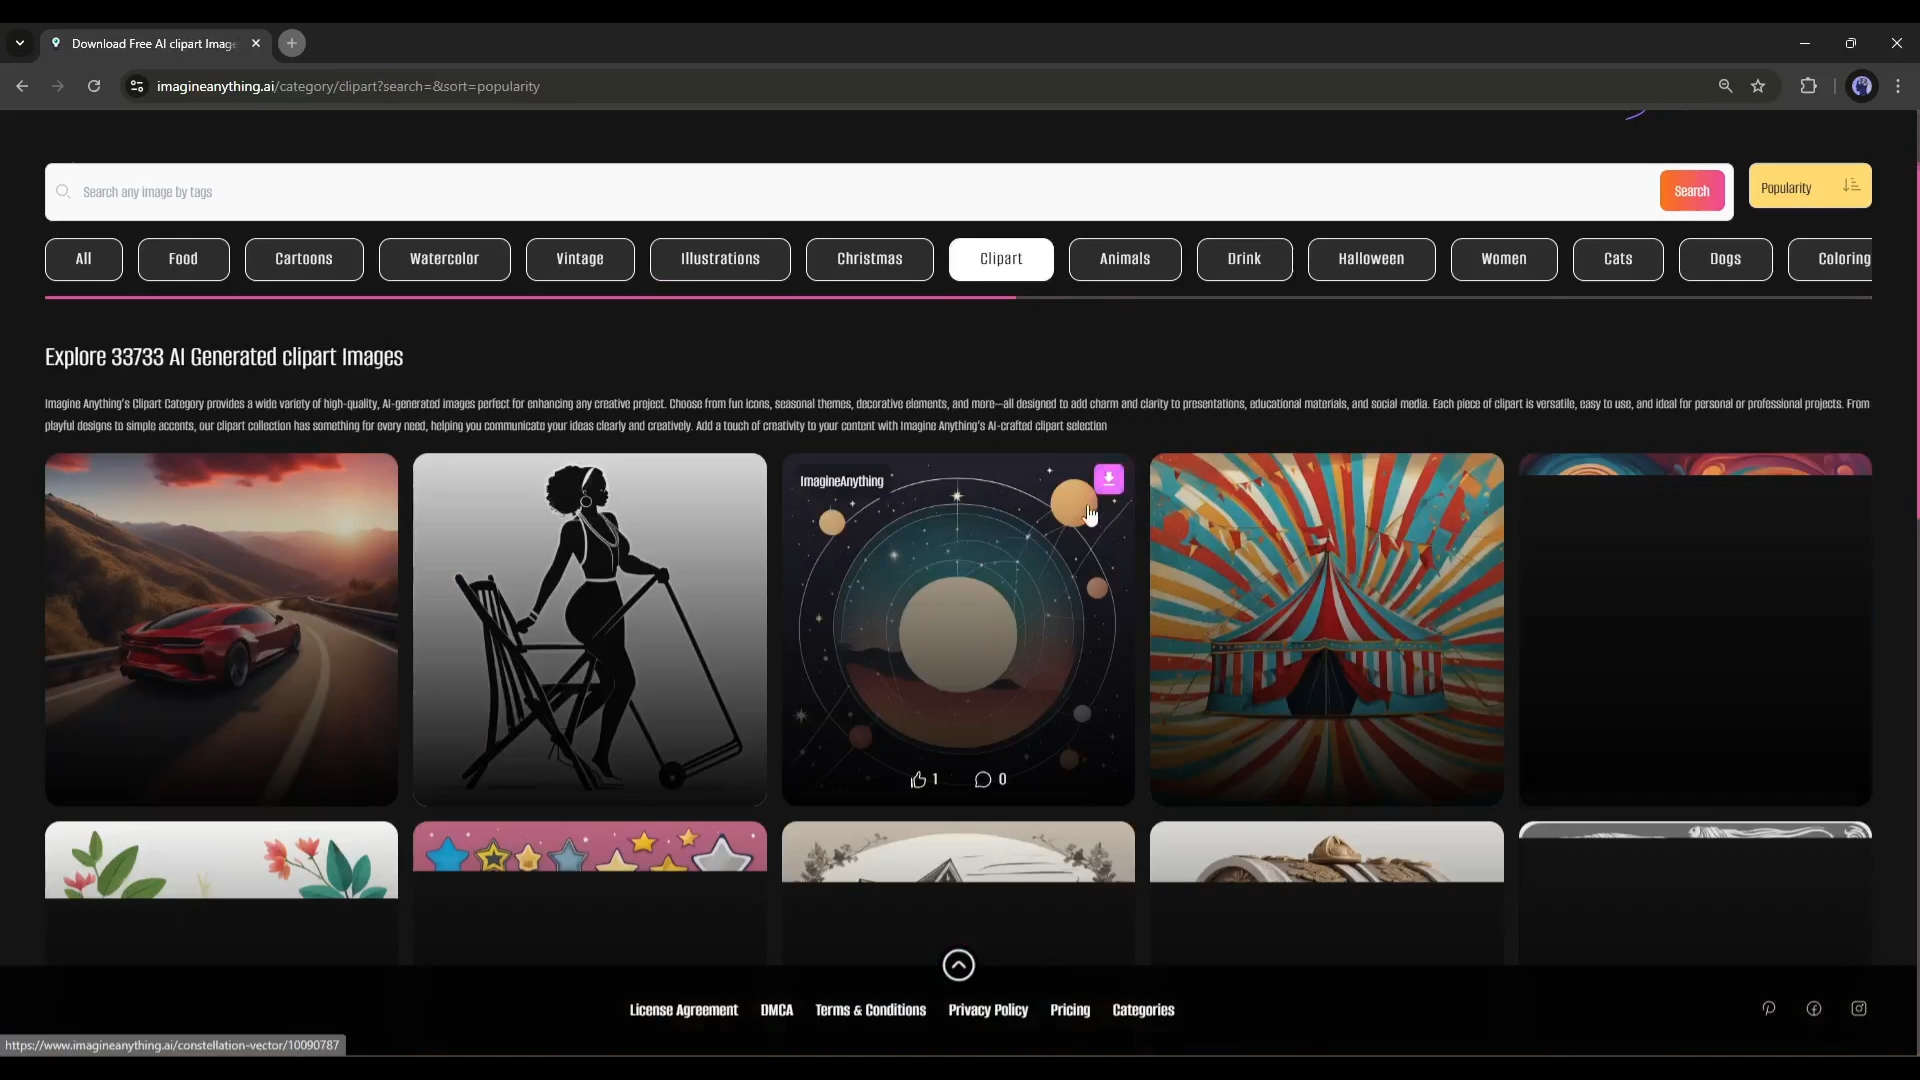 Download Free AI clipart Image
imagineanything.ai/category/clipart?search=&sort=popularity
Search any image by tags
Search
Popularity
All
Food
Cartoons
Watercolor
Vintage
Illustrations
Christmas
Clipart
Animals
Drink
Halloween
Women
Cats
Dogs
Coloring
Explore 33733 AI Generated clipart Images
Imagine Anything's Clipart Category provides a wide variety of high-quality, AI-generated images perfect for enhancing any creative project. Choose from fun icons, seasonal themes, decorative elements, and more—all designed to add charm and clarity to presentations, educational materials, and social media. Each piece of clipart is versatile, easy to use, and ideal for personal or professional projects. From
playful designs to simple accents, our clipart collection has something for every need, helping you communicate your ideas clearly and creatively. Add a touch of creativity to your content with Imagine Anything's AI-crafted clipart selection
ImagineAnything
1
0
License Agreement
DMCA
Terms & Conditions
Privacy Policy
Pricing
Categories
https://www.imagineanything.ai/constellation-vector/10090787